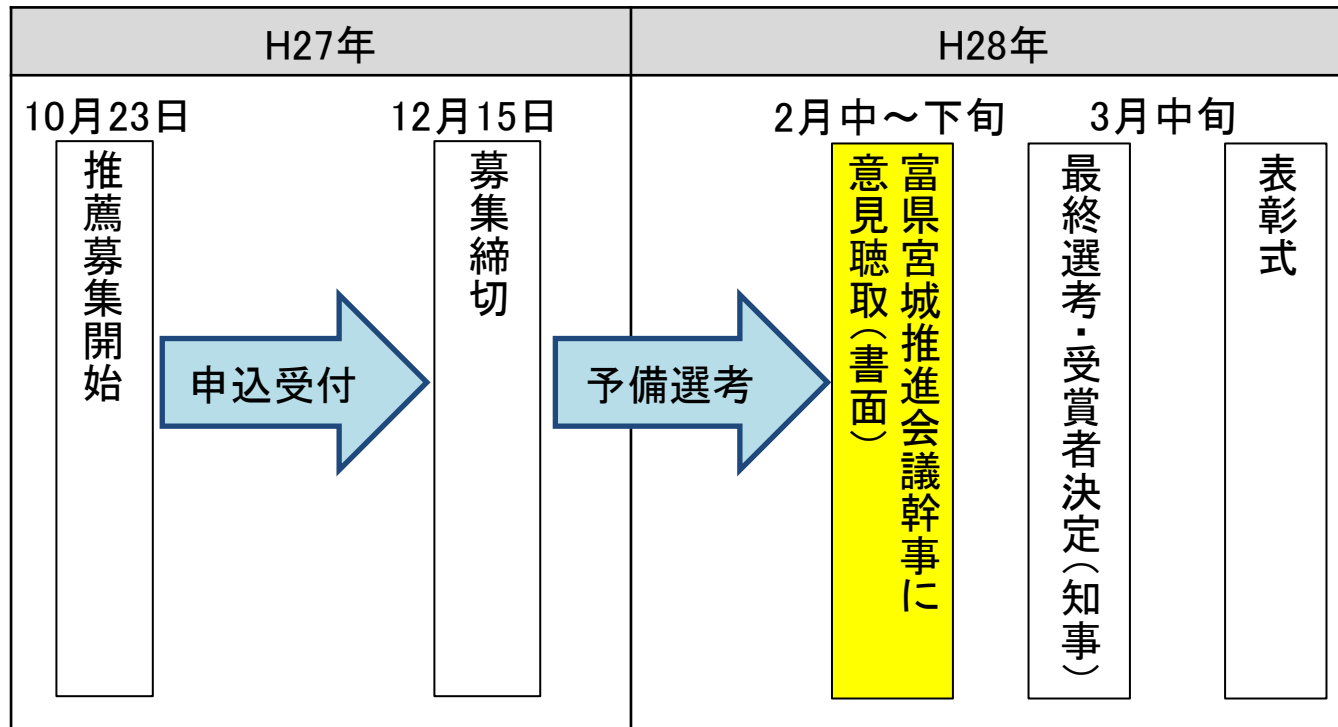 H27年
H28年
10月23日
12月15日
2月中～下旬
3月中旬
推薦募集開始
申込受付
募集締切
予備選考
富県宮城推進会議幹事に
意見聴取（書面）
最終選考・受賞者決定（知事）
表彰式